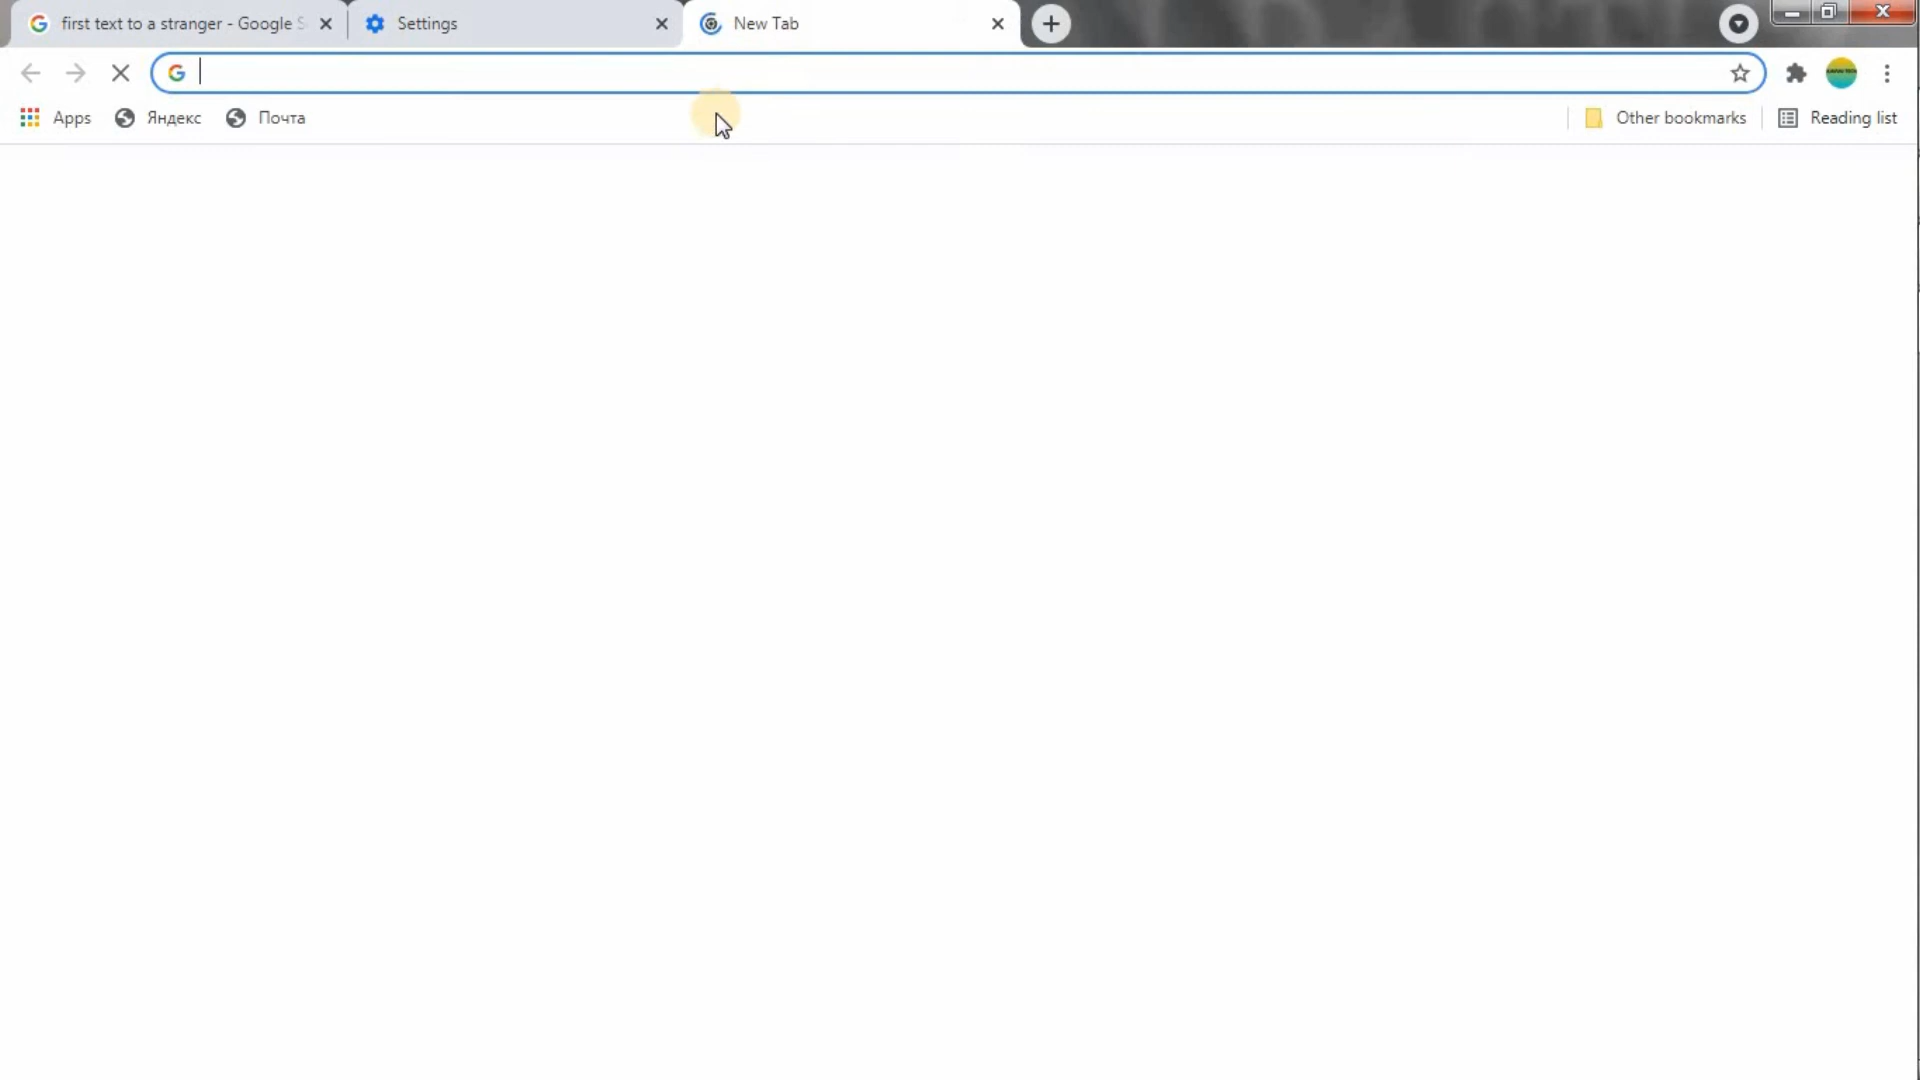 first text to a stranger - Google S
Settings
New Tab
Apps
Яндекс
Почта
Other bookmarks
Reading list